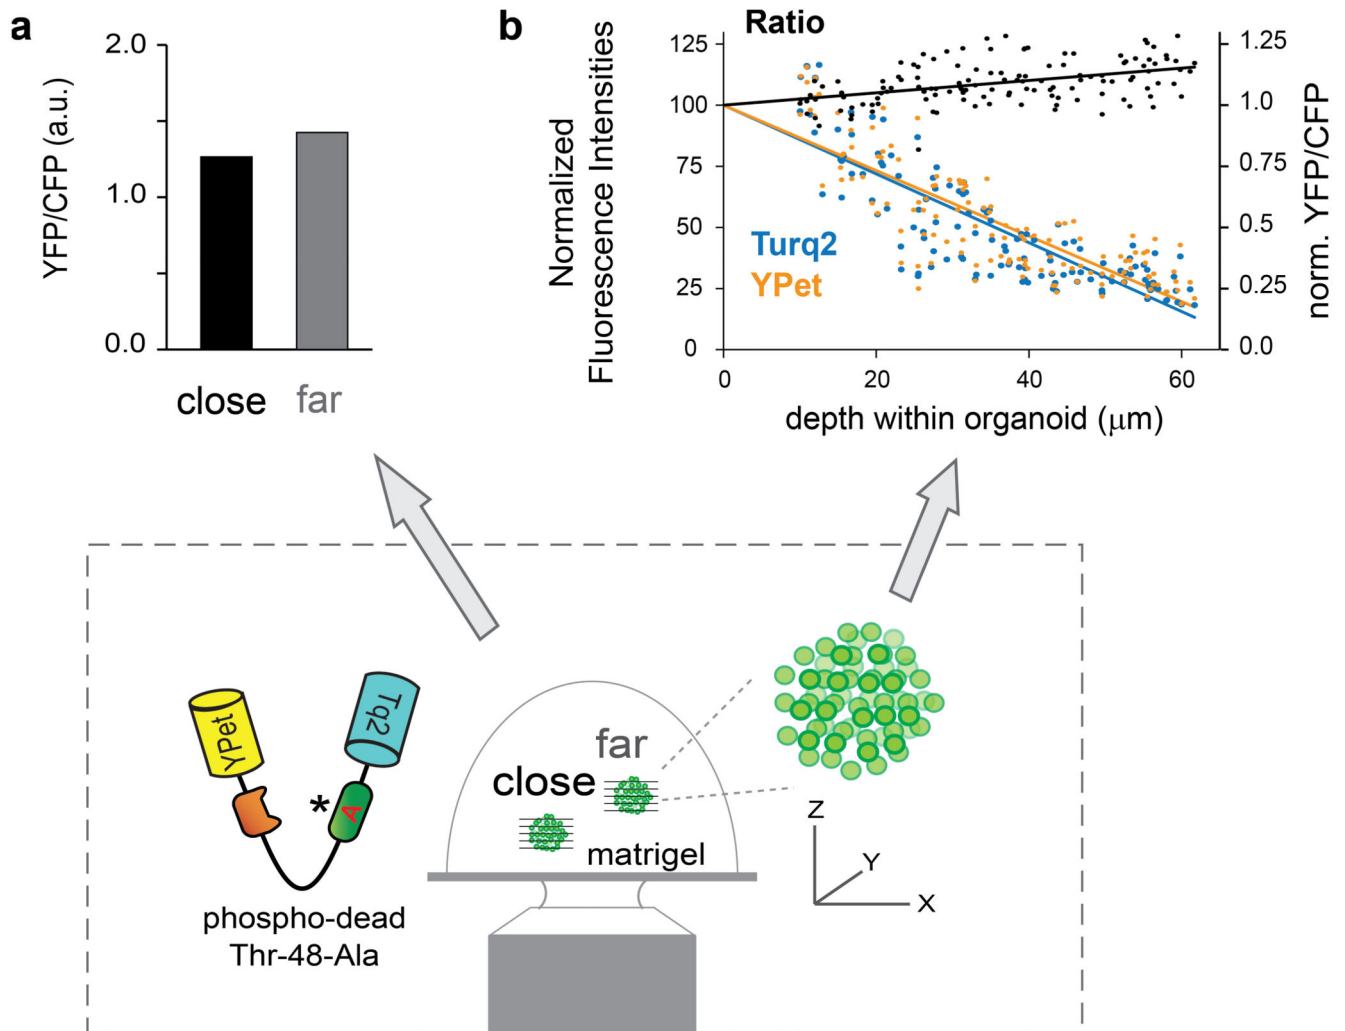 a
2.0
1.0
0.0
YFP/CFP (a.u.)
close
far
b
Ratio
125
100
75
50
25
0
Normalized
Fluorescence Intensities
Turq2
YPet
1.25
1.0
0.75
0.5
0.25
0.0
norm. YFP/CFP
0
20
40
60
depth within organoid (μm)
YPet
Tq2
*
A
phospho-dead
Thr-48-Ala
far
close
matrigel
Z
Y
X